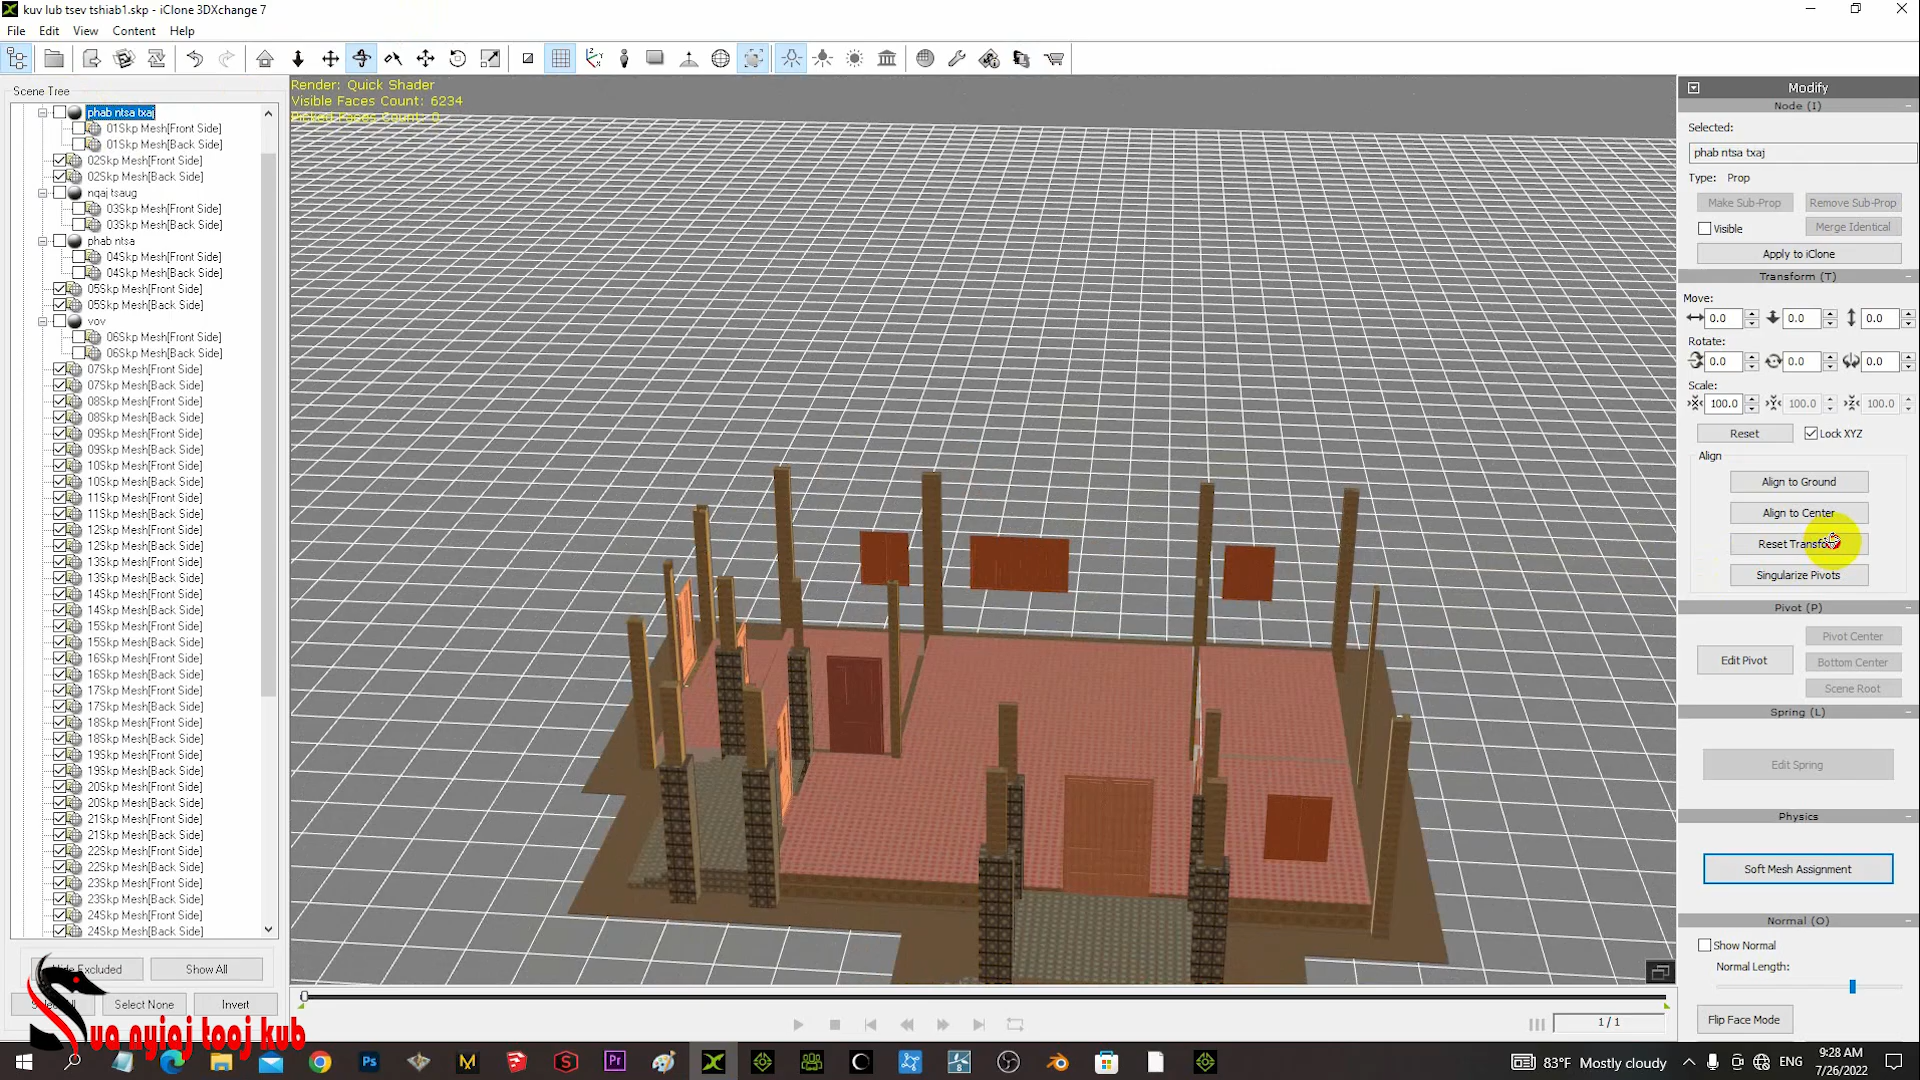 kuv lub tsev tshiab1.skp - iClone 3DXchange 7
File Edit View Content Help
Scene Tree
phab ntsa txaj
01Skp Mesh[Front Side]
01Skp Mesh[Back Side]
02Skp Mesh[Front Side]
02Skp Mesh[Back Side]
ngaj tsaug
03Skp Mesh[Front Side]
03Skp Mesh[Back Side]
phab ntsa
04Skp Mesh[Front Side]
04Skp Mesh[Back Side]
05Skp Mesh[Front Side]
05Skp Mesh[Back Side]
vov
06Skp Mesh[Front Side]
06Skp Mesh[Back Side]
07Skp Mesh[Front Side]
07Skp Mesh[Back Side]
08Skp Mesh[Front Side]
08Skp Mesh[Back Side]
09Skp Mesh[Front Side]
09Skp Mesh[Back Side]
10Skp Mesh[Front Side]
10Skp Mesh[Back Side]
11Skp Mesh[Front Side]
11Skp Mesh[Back Side]
12Skp Mesh[Front Side]
12Skp Mesh[Back Side]
13Skp Mesh[Front Side]
13Skp Mesh[Back Side]
14Skp Mesh[Front Side]
14Skp Mesh[Back Side]
15Skp Mesh[Front Side]
15Skp Mesh[Back Side]
16Skp Mesh[Front Side]
16Skp Mesh[Back Side]
17Skp Mesh[Front Side]
17Skp Mesh[Back Side]
18Skp Mesh[Front Side]
18Skp Mesh[Back Side]
19Skp Mesh[Front Side]
19Skp Mesh[Back Side]
20Skp Mesh[Front Side]
20Skp Mesh[Back Side]
21Skp Mesh[Front Side]
21Skp Mesh[Back Side]
22Skp Mesh[Front Side]
22Skp Mesh[Back Side]
23Skp Mesh[Front Side]
23Skp Mesh[Back Side]
24Skp Mesh[Front Side]
24Skp Mesh[Back Side]
Excluded Show All
Select None Invert
Sua nyiaj tooj kub
Render: Quick Shader
Visible Faces Count: 6234
Picked Faces Count: 0
1 / 1
Modify
Node (I)
Selected:
phab ntsa txaj
Type: Prop
Make Sub-Prop Remove Sub-Prop
Visible Merge Identical
Apply to iClone
Transform (T)
Move:
0.0 0.0 0.0
Rotate:
0.0 0.0 0.0
Scale:
100.0 100.0 100.0
Reset Lock XYZ
Align
Align to Ground
Align to Center
Reset Transform
Singularize Pivots
Pivot (P)
Edit Pivot Pivot Center
Bottom Center
Scene Root
Spring (L)
Edit Spring
Physics
Soft Mesh Assignment
Normal (O)
Show Normal
Normal Length:
Flip Face Mode
83°F Mostly cloudy ENG 9:28 AM
7/26/2022